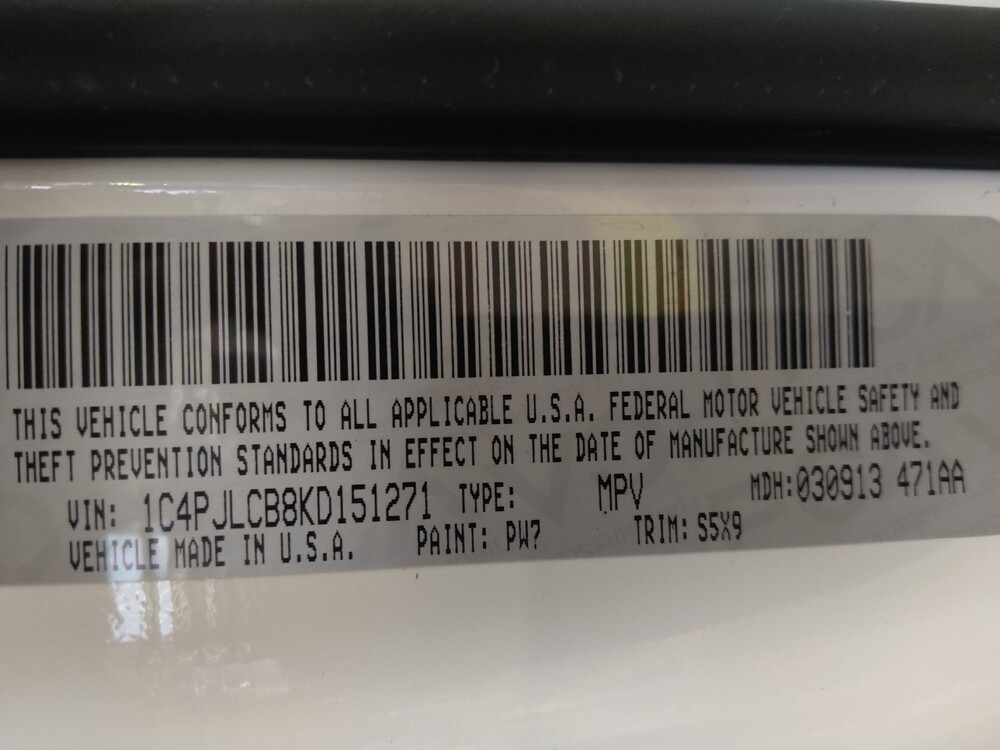 THIS VEHICLE CONFORMS TO ALL APPLICABLE U.S.A. FEDERAL MOTOR VEHICLE SAFETY AND
THEFT PREVENTION STANDARDS IN EFFECT ON THE DATE OF MANUFACTURE SHOWN ABOVE.
VIN: 1C4PJLCB8KD151271 TYPE: MPV MDH:030913 471AA
VEHICLE MADE IN U.S.A. PAINT: PW7 TRIM: S5X9